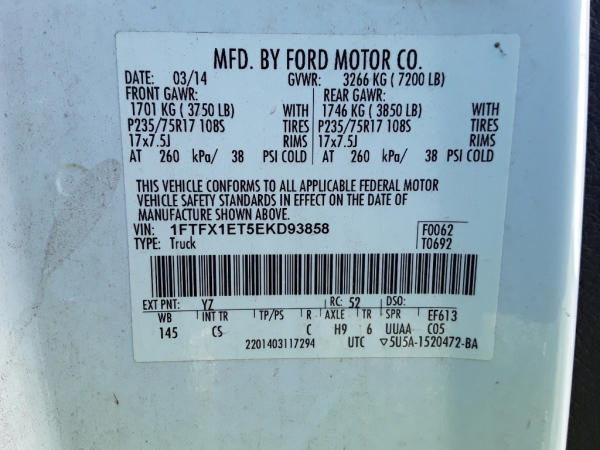 MFD. BY FORD MOTOR CO.
DATE: 03/14 GVWR: 3266 KG ( 7200 LB)
FRONT GAWR: REAR GAWR:
1701 KG ( 3750 LB) WITH 1746 KG ( 3850 LB) WITH
P235/75R17 108S TIRES P235/75R17 108S TIRES
17x7.5J RIMS 17x7.5J RIMS
AT 260 kPa/ 38 PSI COLD AT 260 kPa/ 38 PSI COLD
THIS VEHICLE CONFORMS TO ALL APPLICABLE FEDERAL MOTOR
VEHICLE SAFETY STANDARDS IN EFFECT ON THE DATE OF
MANUFACTURE SHOWN ABOVE.
VIN: 1FTFX1ET5EKD93858 F0062
TYPE: Truck T0692
EXT PNT: YZ RC: 52 DSO:
WB INT TR TP/PS R AXLE TR SPR EF613
145 CS C H9 6 UUAA C05
2201403117294 UTC ▽5U5A-1520472-BA